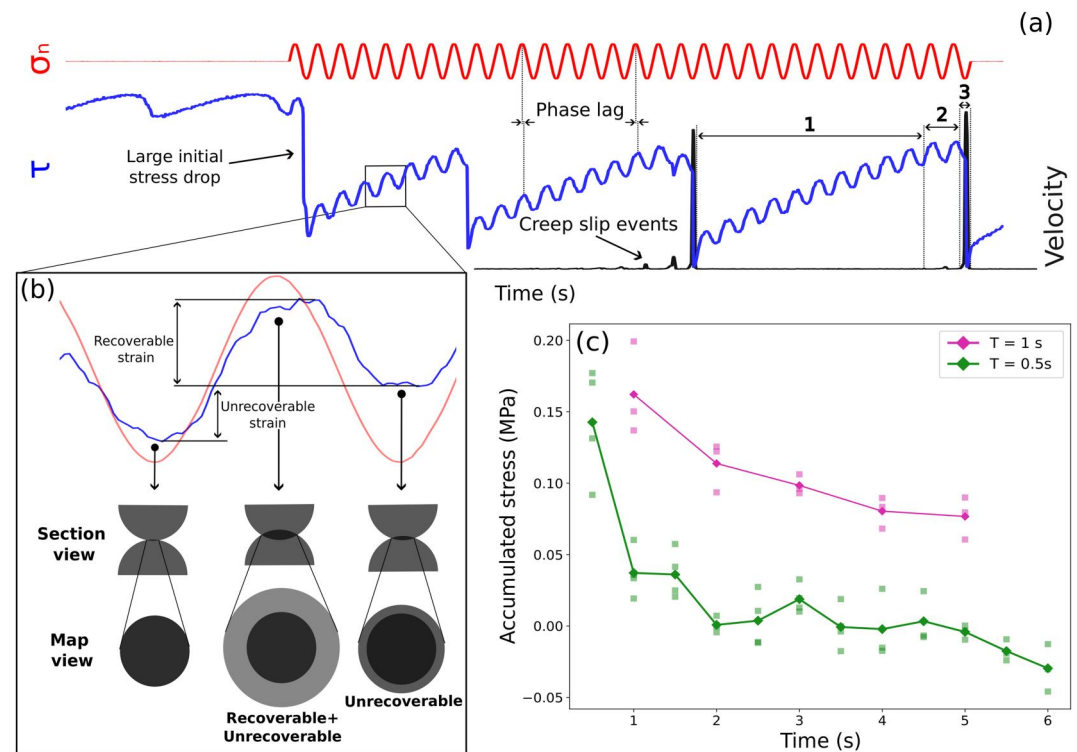 (a)
σn
3
Phase lag
1
2
τ
Large initial
stress drop
Creep slip events
Velocity
Time (s)
(b)
Recoverable
strain
Unrecoverable
strain
Section
view
Map
view
Unrecoverable
Recoverable+
Unrecoverable
(c)
T = 1 s
T = 0.5s
Accumulated stress (MPa)
0.20
0.15
0.10
0.05
0.00
−0.05
1 2 3 4 5 6
Time (s)